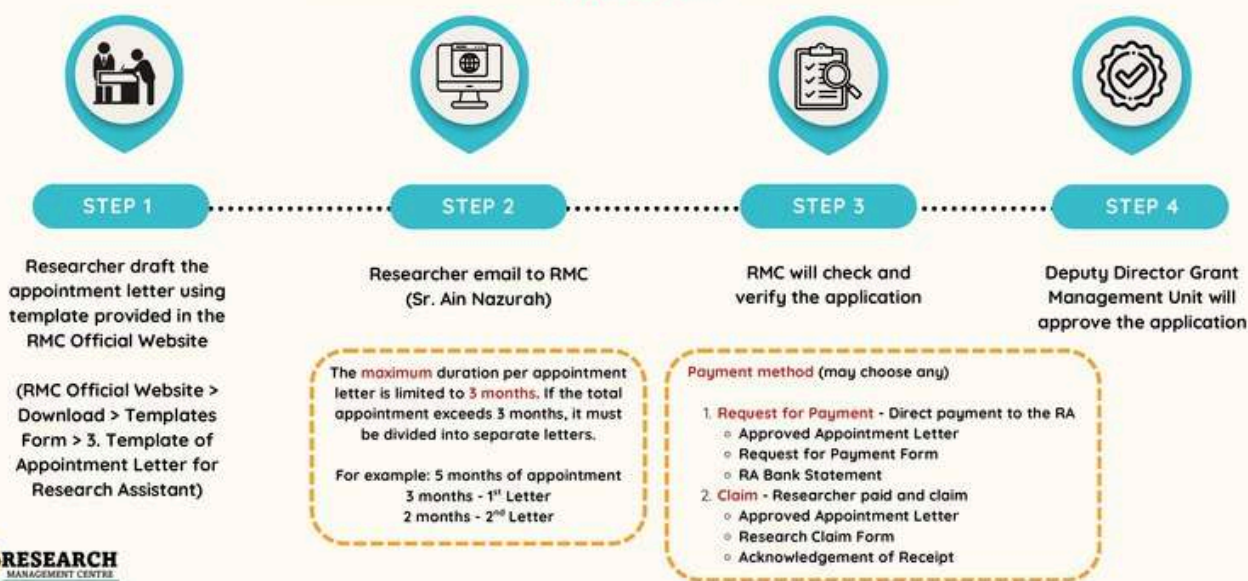 STEP 1
Researcher draft the
appointment letter using
template provided in the
RMC Official Website
(RMC Official Website >
Download > Templates
Form > 3. Template of
Appointment Letter for
Research Assistant)
STEP 2
Researcher email to RMC
(Sr. Ain Nazurah)
The maximum duration per appointment
letter is limited to 3 months. If the total
appointment exceeds 3 months, it must
be divided into separate letters.
For example: 5 months of appointment
3 months - 1st Letter
2 months - 2nd Letter
STEP 3
RMC will check and
verify the application
Payment method (may choose any)
1. Request for Payment - Direct payment to the RA
○ Approved Appointment Letter
○ Request for Payment Form
○ RA Bank Statement
2. Claim - Researcher paid and claim
○ Approved Appointment Letter
○ Research Claim Form
○ Acknowledgement of Receipt
STEP 4
Deputy Director Grant
Management Unit will
approve the application
RESEARCH
MANAGEMENT CENTRE